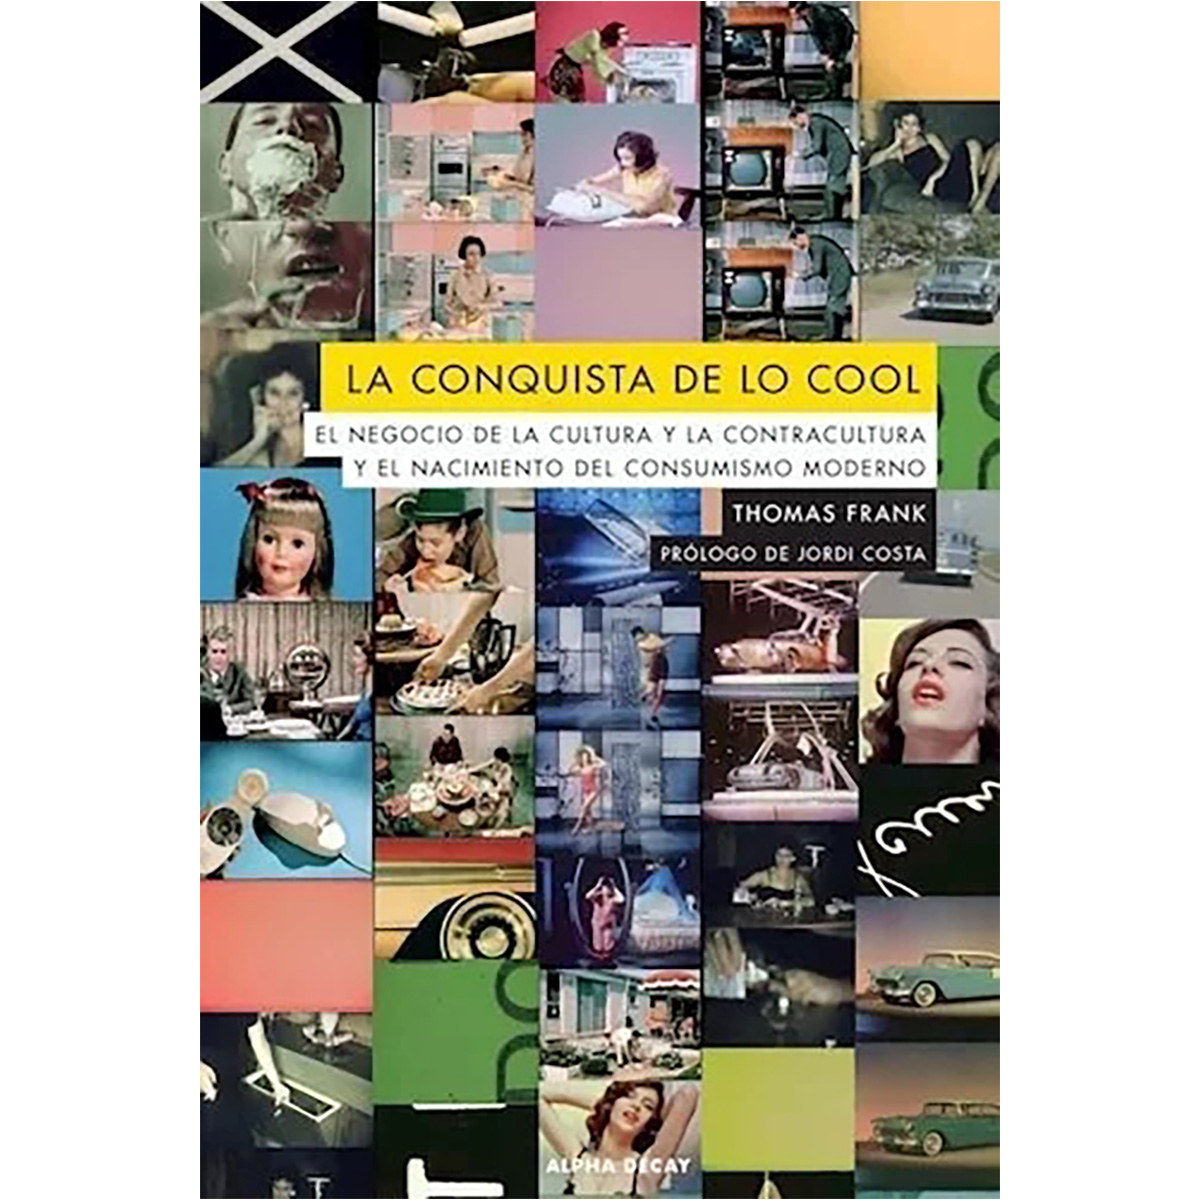 LA CONQUISTA DE LO COOL
EL NEGOCIO DE LA CULTURA Y LA CONTRACULTURA
Y EL NACIMIENTO DEL CONSUMISMO MODERNO
THOMAS FRANK
PRÓLOGO DE JORDI COSTA
ALPHA DECAY